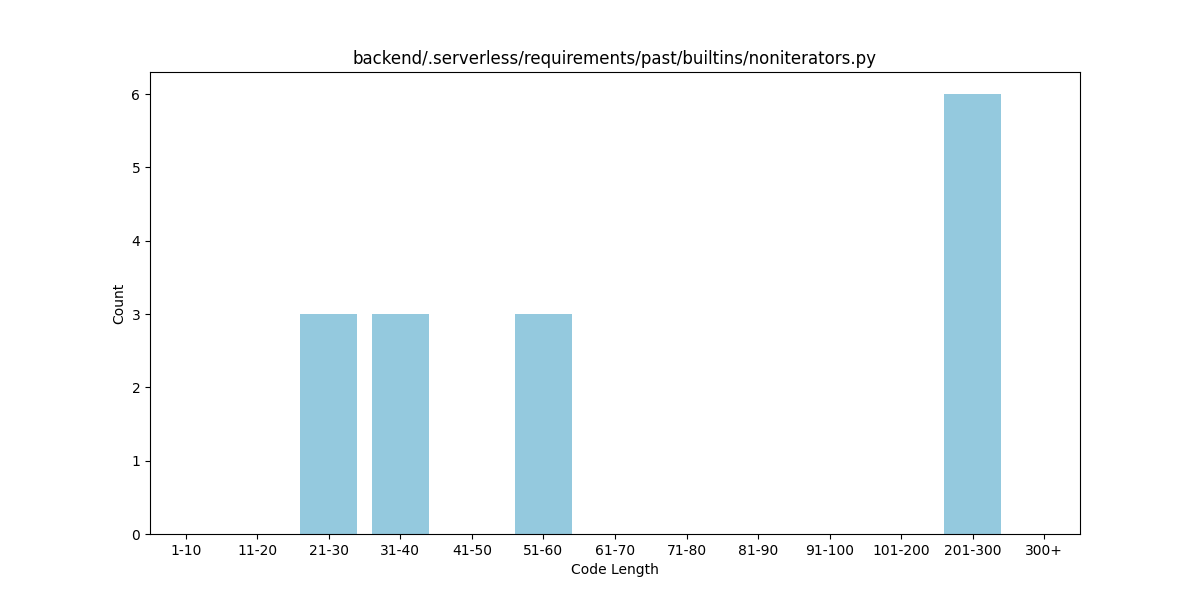 backend/.serverless/requirements/past/builtins/noniterators.py
6
5
4
3
2
1
0
Count
1-10 11-20 21-30 31-40 41-50 51-60 61-70 71-80 81-90 91-100 101-200 201-300 300+
Code Length